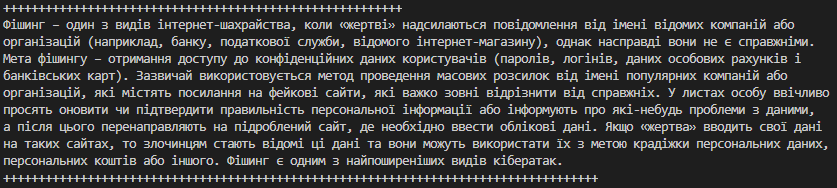 +++++++++++++++++++++++++++++++++++++++++++++++++++++++++
Фішинг – один з видів інтернет-шахрайства, коли «жертві» надсилаються повідомлення від імені відомих компаній або
організацій (наприклад, банку, податкової служби, відомого інтернет-магазину), однак насправді вони не є справжніми.
Мета фішингу – отримання доступу до конфіденційних даних користувачів (паролів, логінів, даних особових рахунків і
банківських карт). Зазвичай використовується метод проведення масових розсилок від імені популярних компаній або
організацій, які містять посилання на фейкові сайти, які важко зовні відрізнити від справжніх. У листах особу ввічливо
просять оновити чи підтвердити правильність персональної інформації або інформують про які-небудь проблеми з даними,
а після цього перенаправляють на підроблений сайт, де необхідно ввести облікові дані. Якщо «жертва» вводить свої дані
на таких сайтах, то злочинцям стають відомі ці дані та вони можуть використати їх з метою крадіжки персональних даних,
персональних коштів або іншого. Фішинг є одним з найпоширеніших видів кібератак.
+++++++++++++++++++++++++++++++++++++++++++++++++++++++++++++++++++++++++++++++++++++